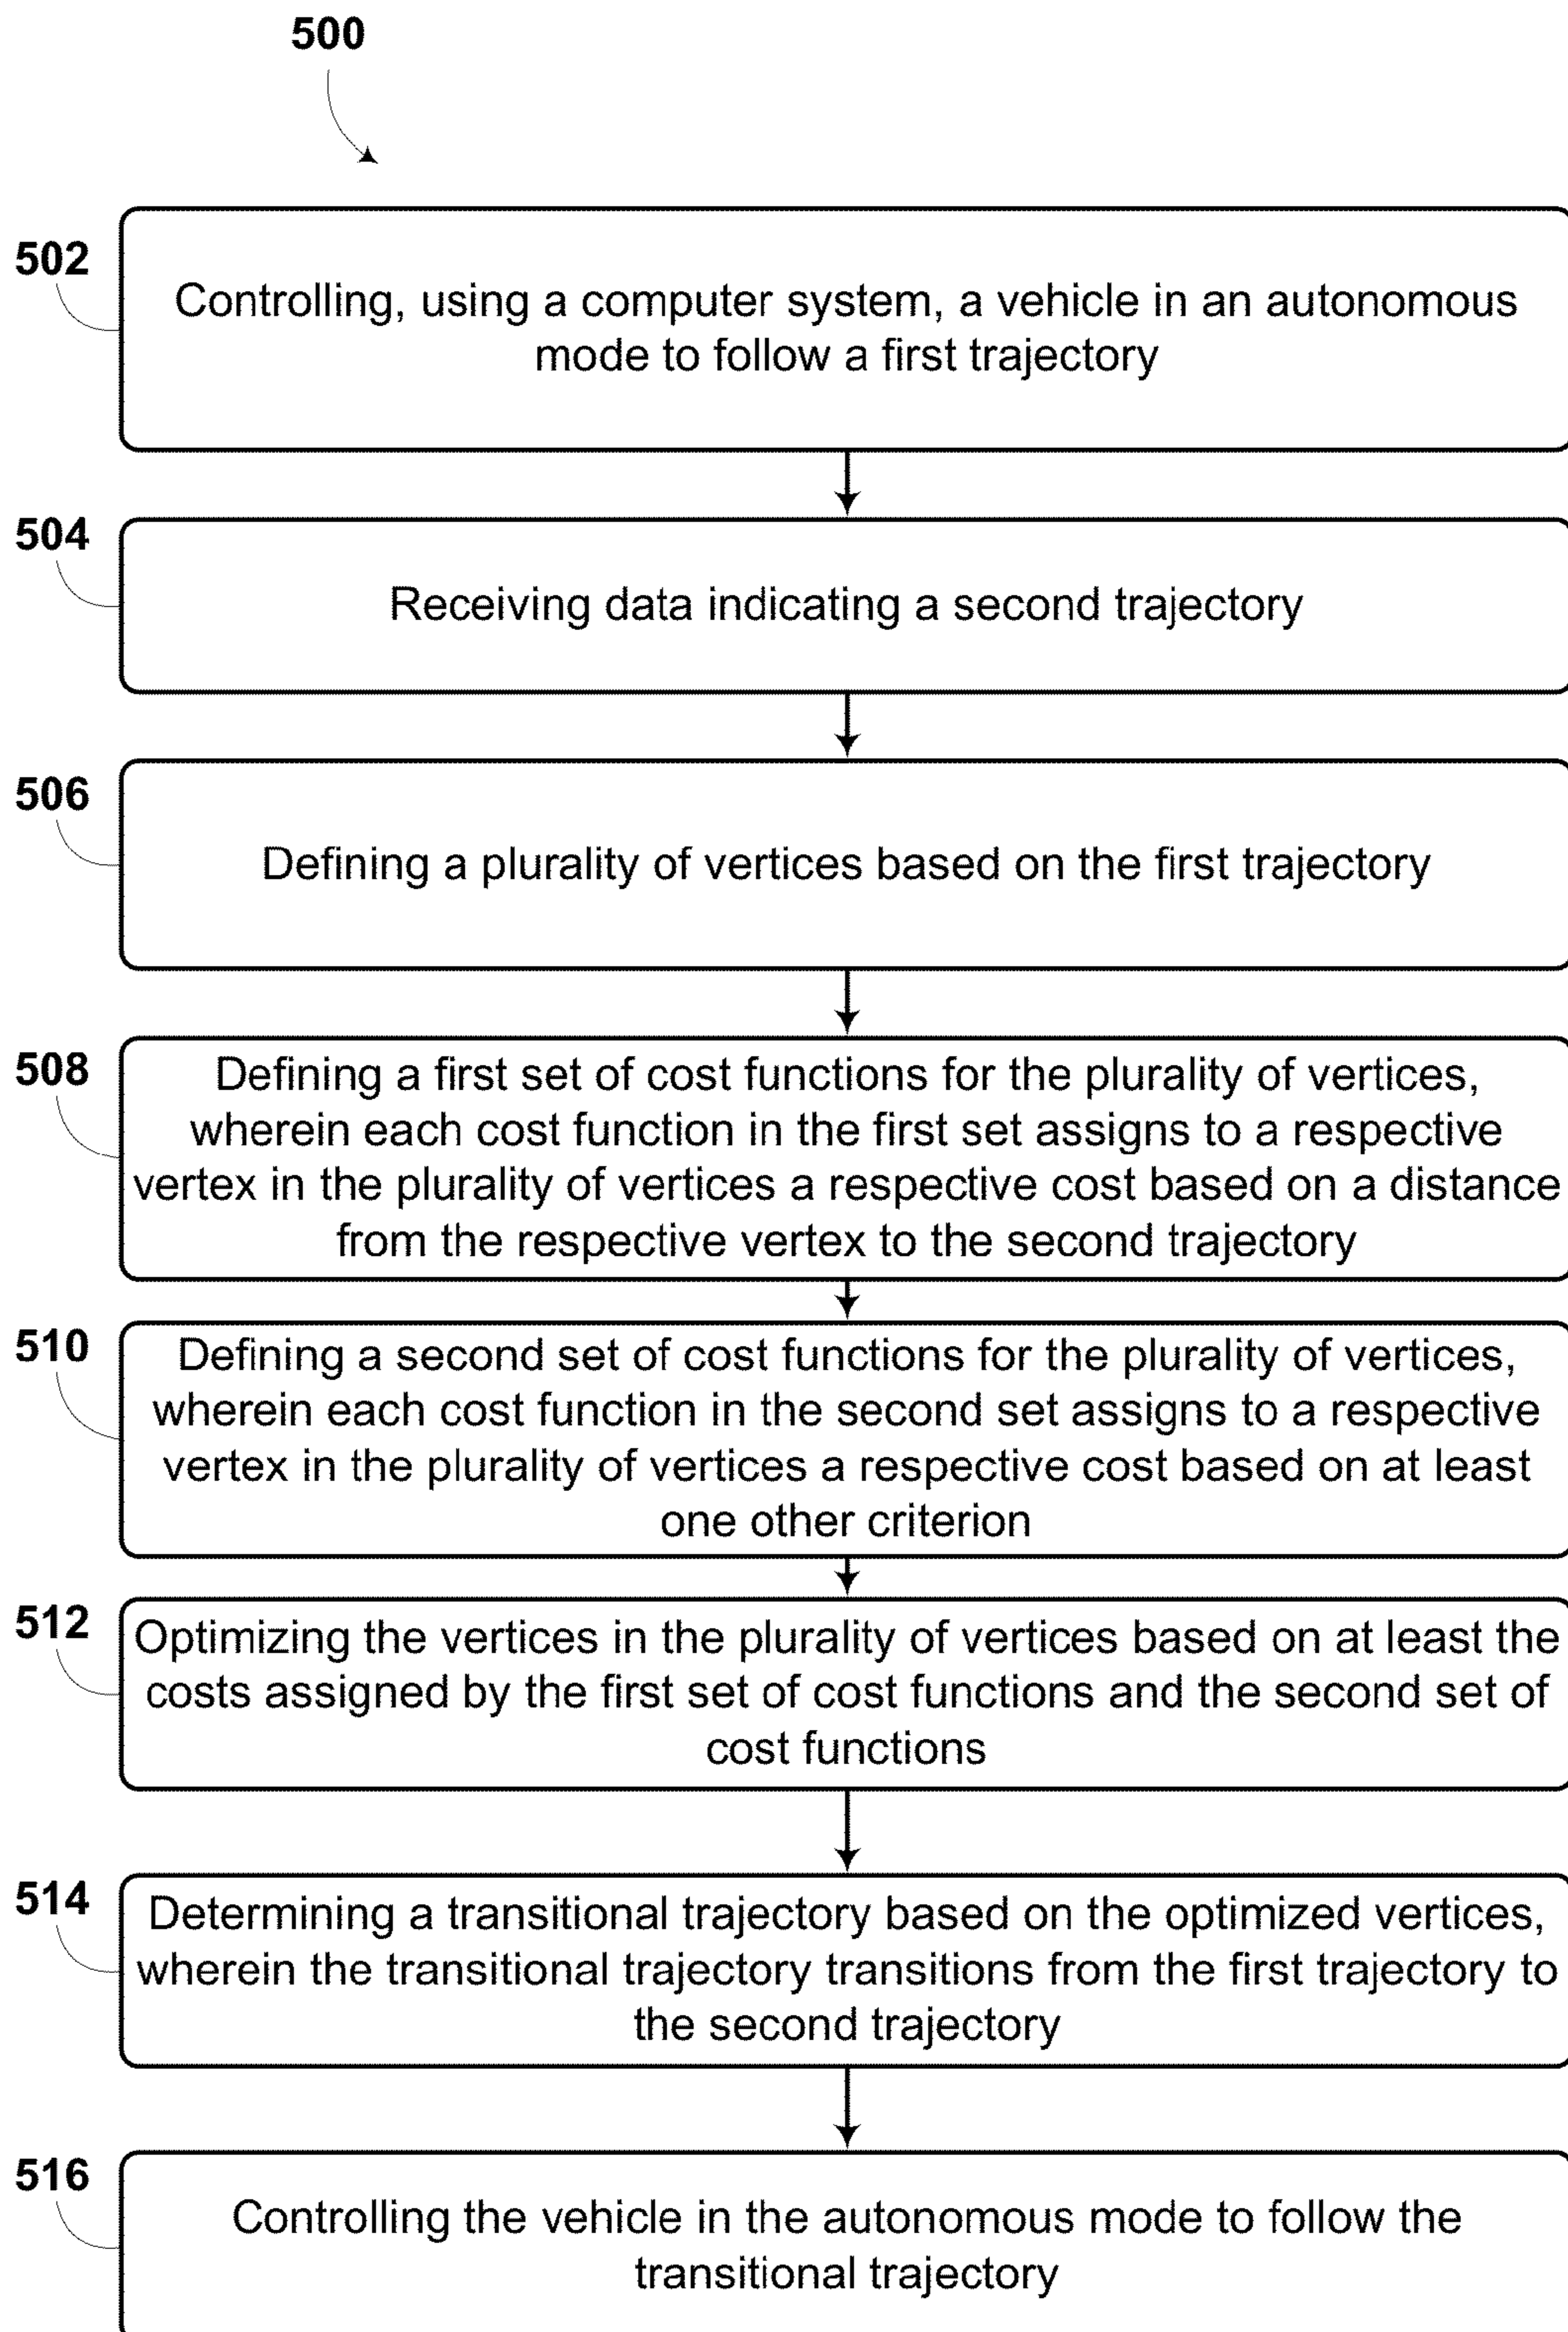 500
502
Controlling, using a computer system, a vehicle in an autonomous
mode to follow a first trajectory
504
Receiving data indicating a second trajectory
506
Defining a plurality of vertices based on the first trajectory
508
Defining a first set of cost functions for the plurality of vertices,
wherein each cost function in the first set assigns to a respective
vertex in the plurality of vertices a respective cost based on a distance
from the respective vertex to the second trajectory
510
Defining a second set of cost functions for the plurality of vertices,
wherein each cost function in the second set assigns to a respective
vertex in the plurality of vertices a respective cost based on at least
one other criterion
512
Optimizing the vertices in the plurality of vertices based on at least the
costs assigned by the first set of cost functions and the second set of
cost functions
514
Determining a transitional trajectory based on the optimized vertices,
wherein the transitional trajectory transitions from the first trajectory to
the second trajectory
516
Controlling the vehicle in the autonomous mode to follow the
transitional trajectory